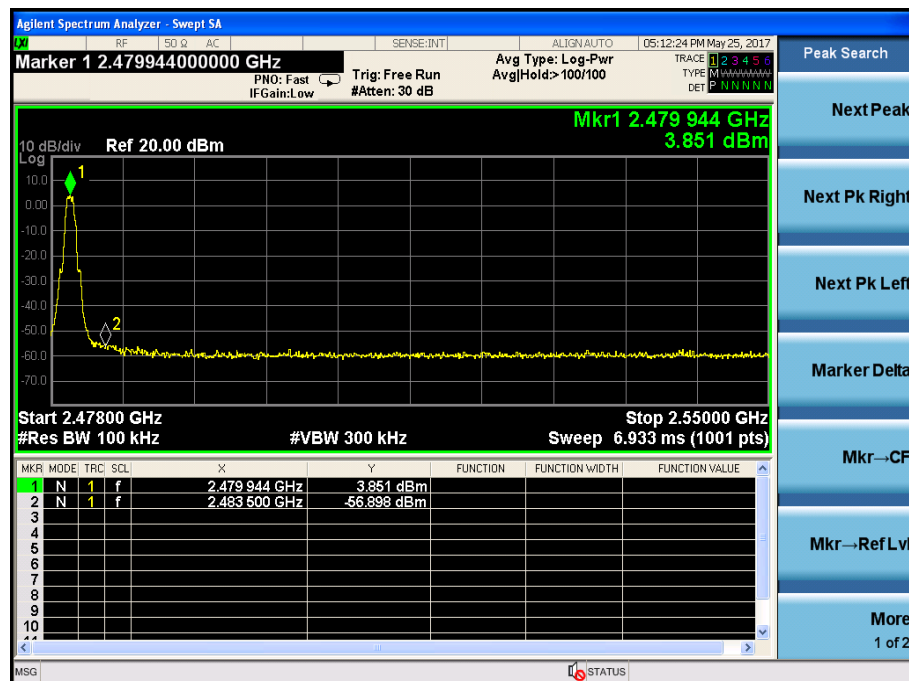 Agilent Spectrum Analyzer - Swept SA
LXI RF 50 Ω AC SENSE:INT ALIGN AUTO 05:12:24 PM May 25, 2017
Marker 1 2.479944000000 GHz
PNO: Fast
IFGain:Low
Trig: Free Run
#Atten: 30 dB
Avg Type: Log-Pwr
Avg|Hold:>100/100
TRACE 1 2 3 4 5 6
TYPE M WWWWW
DET P N N N N N
Peak Search
Next Peak
Next Pk Right
Next Pk Left
Marker Delta
Mkr→CF
Mkr→Ref Lvl
More
1 of 2
Mkr1 2.479 944 GHz
3.851 dBm
10 dB/div Ref 20.00 dBm
Log
10.0
0.00
-10.0
-20.0
-30.0
-40.0
-50.0
-60.0
-70.0
1
2
Start 2.47800 GHz Stop 2.55000 GHz
#Res BW 100 kHz #VBW 300 kHz Sweep 6.933 ms (1001 pts)
MKR MODE TRC SCL X Y FUNCTION FUNCTION WIDTH FUNCTION VALUE
1 N 1 f 2.479 944 GHz 3.851 dBm
2 N 1 f 2.483 500 GHz -56.898 dBm
3
4
5
6
7
8
9
10
11
MSG STATUS